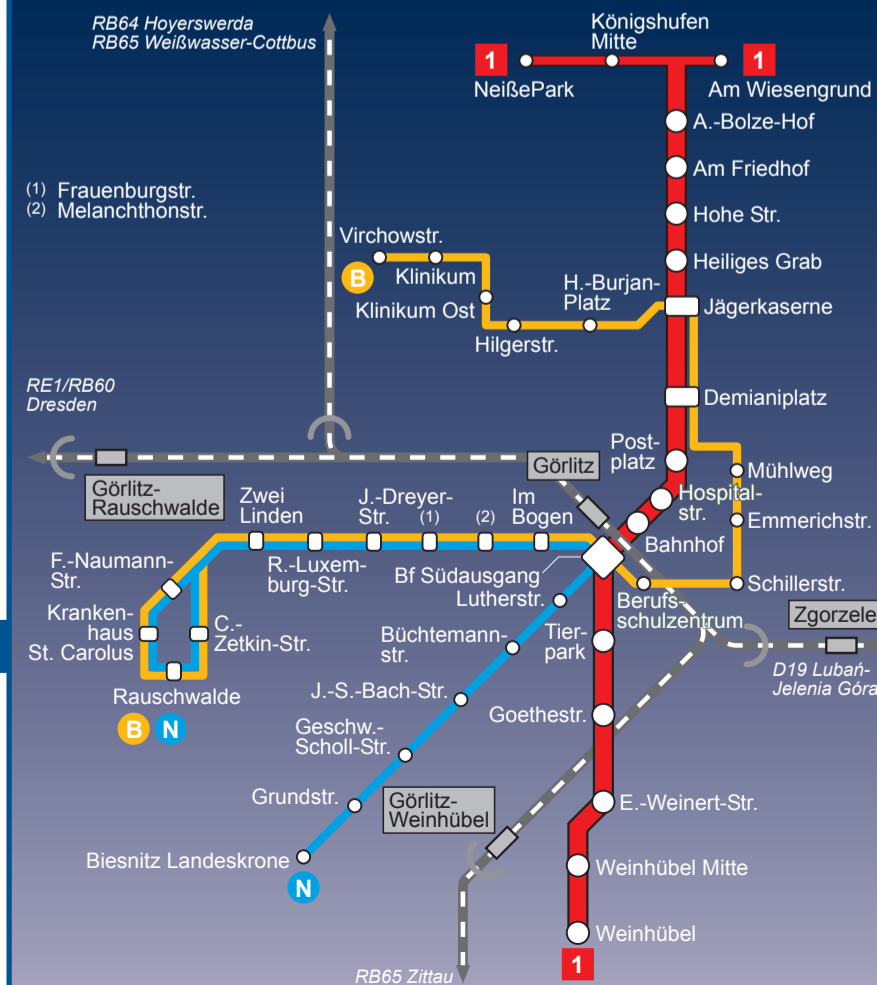 RB64 Hoyerswerda
RB65 Weißwasser-Cottbus
Königshufen
Mitte
1
1
NeißePark
Am Wiesengrund
A.-Bolze-Hof
(1) Frauenburgstr.
(2) Melanchthonstr.
Am Friedhof
Hohe Str.
Virchowstr.
Heiliges Grab
B
Klinikum
H.-Burjan-
Platz
Klinikum Ost
Jägerkaserne
Hilgerstr.
RE1/RB60
Dresden
Demianiplatz
Post-
platz
Görlitz
Mühlweg
Görlitz-
Rauschwalde
Zwei
Linden
J.-Dreyer-
Str.
(1)
(2)
Im
Bogen
Hospital-
str.
Emmerichstr.
Bahnhof
F.-Naumann-
Str.
R.-Luxem-
burg-Str.
Bf Südausgang
Lutherstr.
Schillerstr.
Berufs-
schulzentrum
Kranken-
haus
St. Carolus
C.-
Zetkin-Str.
Büchtemann-
str.
Tier-
park
Zgorzele
D19 Lubań-
Jelenia Góra
Rauschwalde
B
N
J.-S.-Bach-Str.
Goethestr.
Geschw.-
Scholl-Str.
Grundstr.
Görlitz-
Weinhübel
E.-Weinert-Str.
Biesnitz Landeskrone
N
Weinhübel Mitte
Weinhübel
1
RB65 Zittau